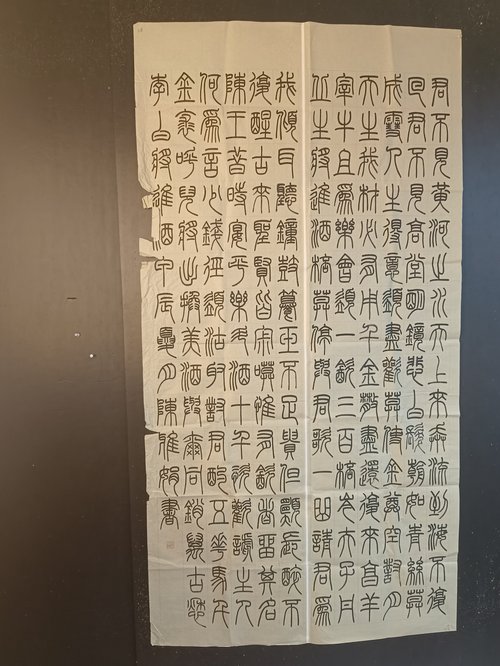 君不見黃河之水天上來奔流到海不復
回君不見高堂明鏡悲白髮朝如青絲莫
成雪人生得意須盡歡莫使金尊空對月
天生我材必有用千金散盡還復來烹羊
宰牛且為樂會須一飲三百杯岑夫子丹
丘生將進酒杯莫停與君歌一曲請君為
我傾耳聽鐘鼓饌玉不足貴但願長醉不
復醒古來聖賢皆寂寞惟有飲者留其名
陳王昔時宴平樂斗酒十千恣歡謔主人
何為言少錢徑須沽取對君酌五華馬千
金裘呼兒將出換美酒與爾同銷萬古愁
李白將進酒甲辰夏月陳雅書